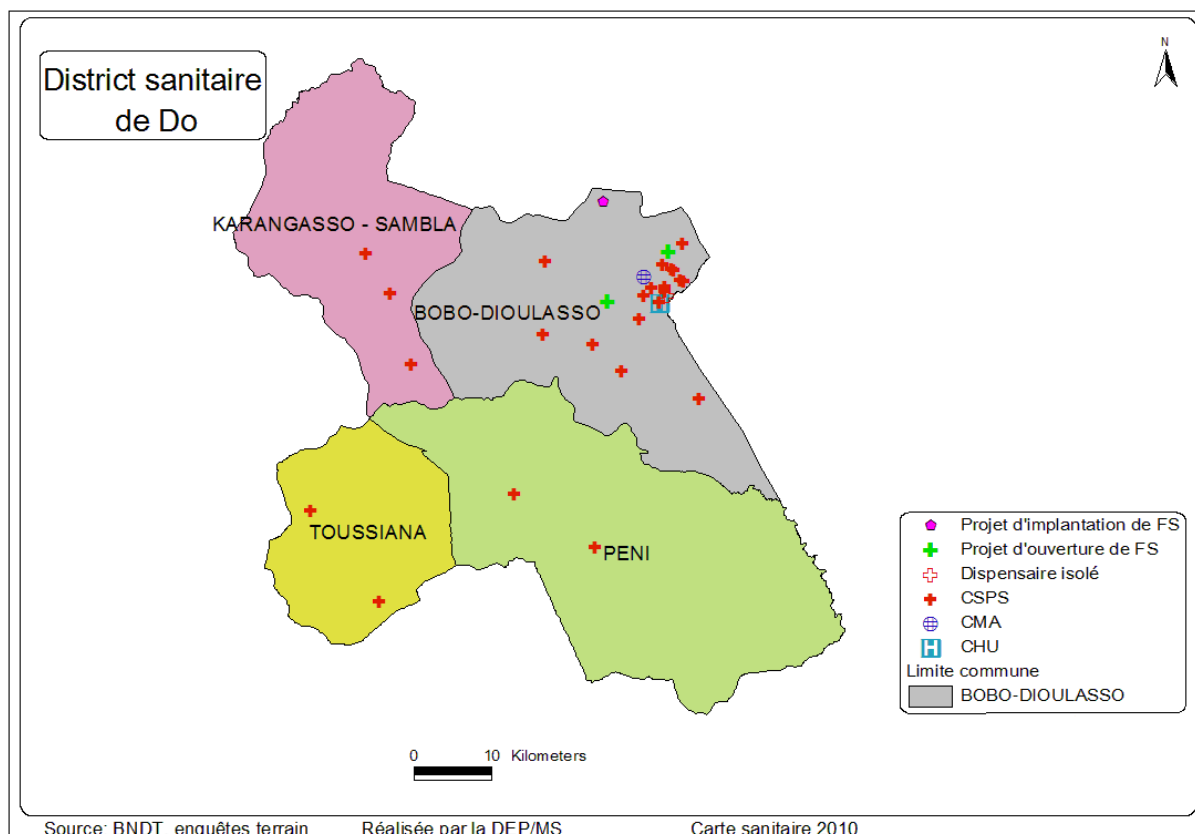 District sanitaire
de Do
N
KARANGASSO - SAMBLA
BOBO-DIOULASSO
TOUSSIANA
PENI
Projet d'implantation de FS
Projet d'ouverture de FS
Dispensaire isolé
CSPS
CMA
H CHU
Limite commune
BOBO-DIOULASSO
0 10 Kilometers
Source: BNDT, enquêtes terrain Réalisée par la DEP/MS Carte sanitaire 2010